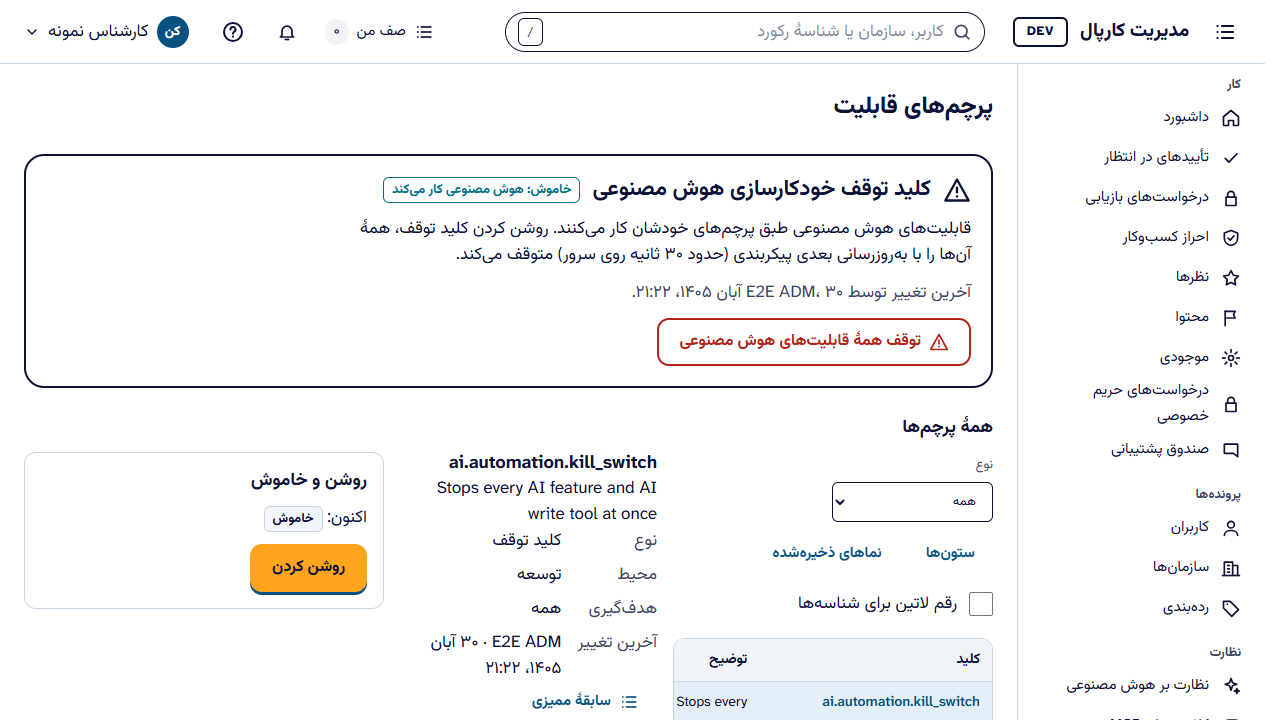 مدیریت کارپال
DEV
کاربر، سازمان یا شناسهٔ رکورد
/
صف من
۰
کن
کارشناس نمونه
کار
داشبورد
تأییدهای در انتظار
درخواست‌های بازیابی
احراز کسب‌وکار
نظرها
محتوا
موجودی
درخواست‌های حریم
خصوصی
صندوق پشتیبانی
پرونده‌ها
کاربران
سازمان‌ها
رده‌بندی
نظارت
نظارت بر هوش مصنوعی
پرچم‌های قابلیت
کلید توقف خودکارسازی هوش مصنوعی
خاموش: هوش مصنوعی کار می‌کند
قابلیت‌های هوش مصنوعی طبق پرچم‌های خودشان کار می‌کنند. روشن کردن کلید توقف، همهٔ
آن‌ها را با به‌روزرسانی بعدی پیکربندی (حدود ۳۰ ثانیه روی سرور) متوقف می‌کند.
آخرین تغییر توسط E2E ADM، ۳۰ آبان ۱۴۰۵، ۲۱:۲۲.
توقف همهٔ قابلیت‌های هوش مصنوعی
همهٔ پرچم‌ها
نوع
همه
ستون‌ها
نماهای ذخیره‌شده
رقم لاتین برای شناسه‌ها
کلید
توضیح
ai.automation.kill_switch
Stops every
ai.automation.kill_switch
Stops every AI feature and AI
write tool at once
نوع
کلید توقف
محیط
توسعه
هدف‌گیری
همه
آخرین تغییر
E2E ADM · ۳۰ آبان
۱۴۰۵، ۲۱:۲۲
سابقهٔ ممیزی
روشن و خاموش
اکنون: خاموش
روشن کردن